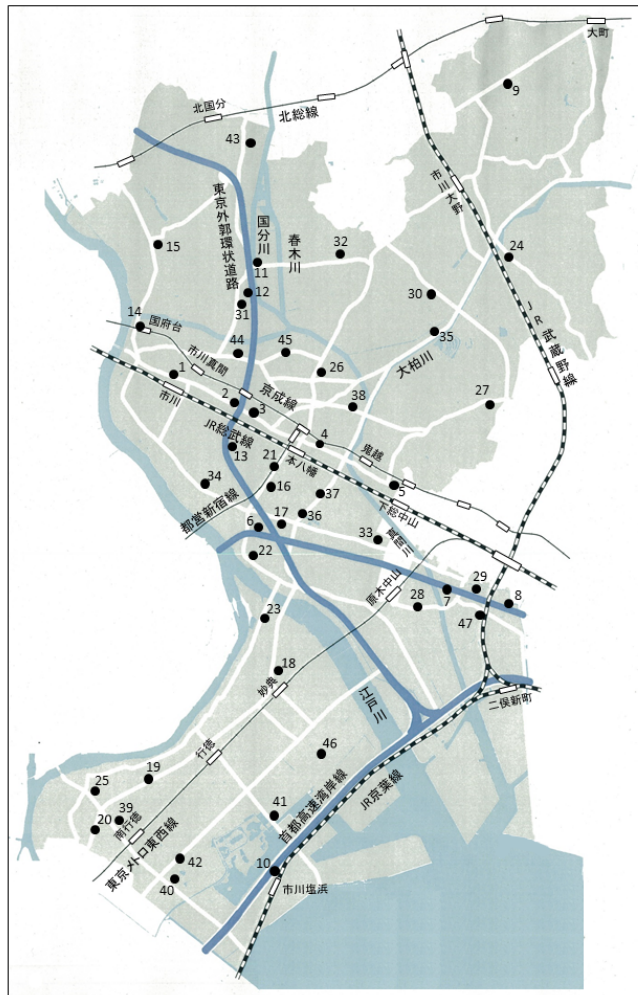 大町
9
北国分
北総線
43
市川大野
東京外郭環状道路
国分川
春木川
32
24
15
11
JR武蔵野線
12
30
31
14
国府台
35
44
45
大柏川
市川真間
26
1
京成線
市川
2
3
38
27
JR総武線
4
13
21
本八幡
鬼越
34
16
37
5
都営新宿線
下総中山
6
17
36
33
真間川
22
原木中山
7
29
28
8
23
47
18
妙典
江戸川
二俣新町
行徳
46
19
首都高速湾岸線
JR京葉線
25
20
39
南行徳
41
東京メトロ東西線
42
10
40
市川塩浜